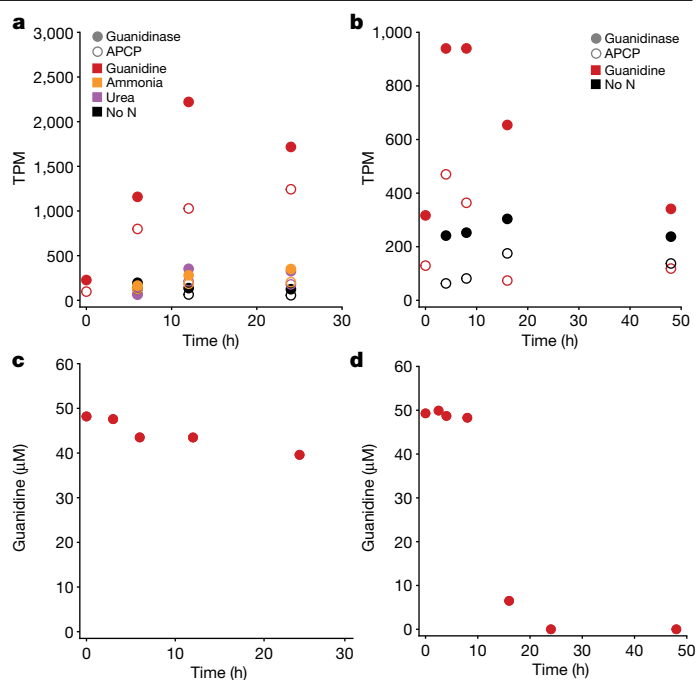 a
3,000
2,500
2,000
1,500
1,000
500
0
TPM
Guanidinase
APCP
Guanidine
Ammonia
Urea
No N
0
10
20
30
Time (h)
b
1,000
800
600
400
200
0
TPM
Guanidinase
APCP
Guanidine
No N
0
10
20
30
40
50
Time (h)
c
60
50
40
30
20
10
0
Guanidine (μM)
0
10
20
30
Time (h)
d
60
50
40
30
20
10
0
Guanidine (μM)
0
10
20
30
40
50
Time (h)